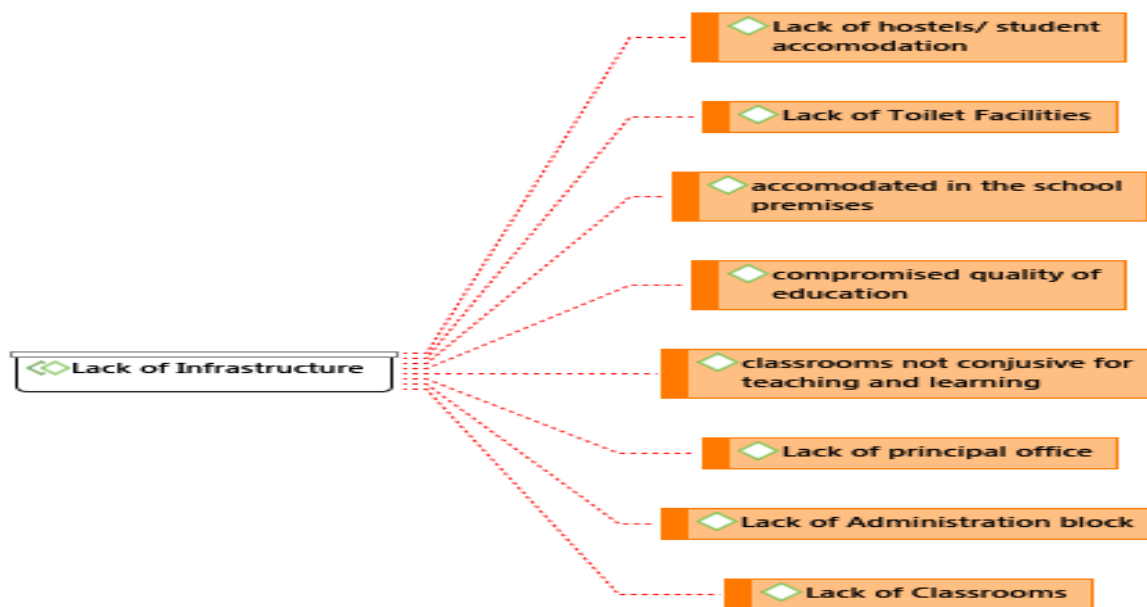 Lack of hostels/ student
accomodation
Lack of Toilet Facilities
accomodated in the school
premises
compromised quality of
education
Lack of Infrastructure
classrooms not conjusive for
teaching and learning
Lack of principal office
Lack of Administration block
Lack of Classrooms